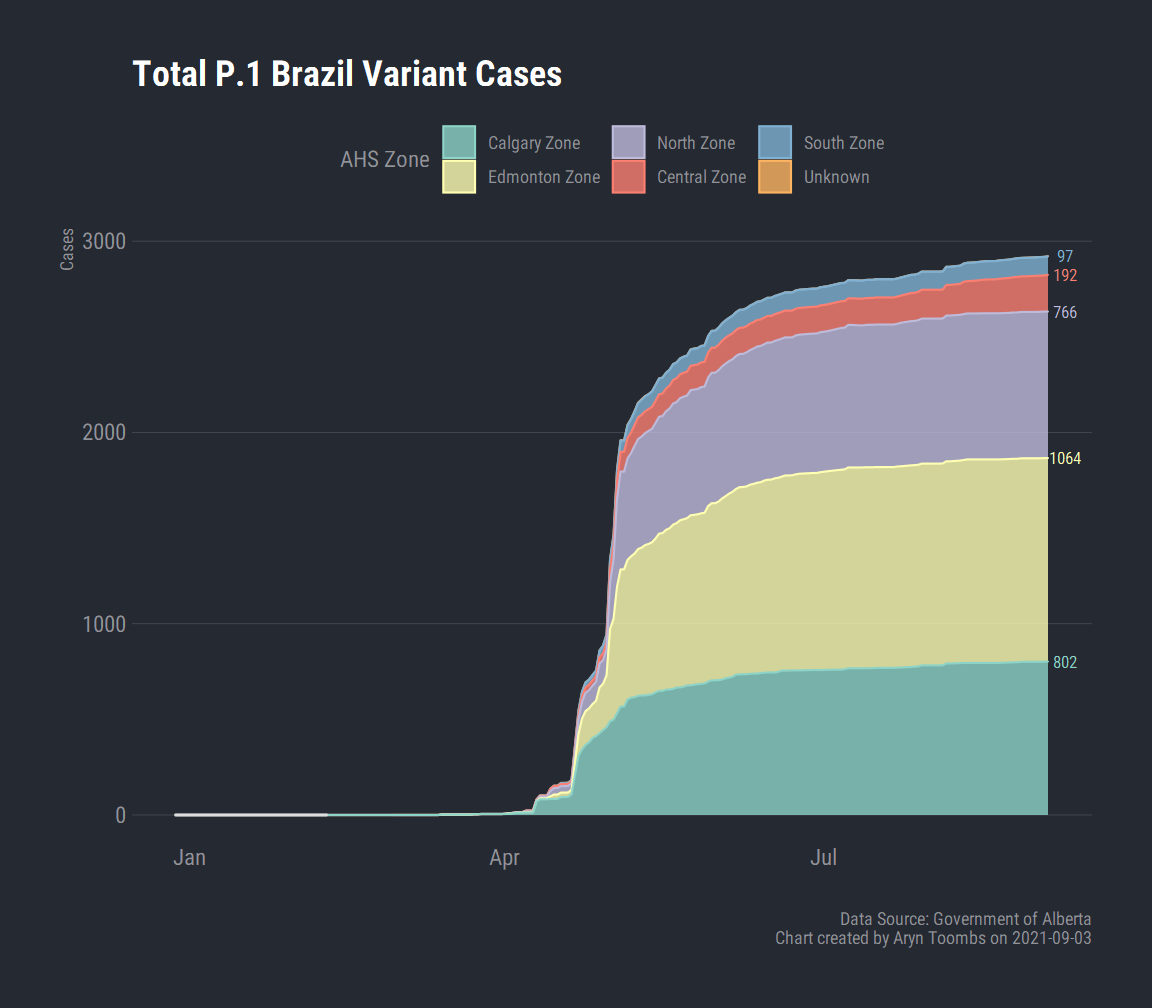 Total P.1 Brazil Variant Cases
AHS Zone
Calgary Zone
North Zone
South Zone
Edmonton Zone
Central Zone
Unknown
Cases
3000
2000
1000
0
97
192
766
1064
802
Jan
Apr
Jul
Data Source: Government of Alberta
Chart created by Aryn Toombs on 2021-09-03